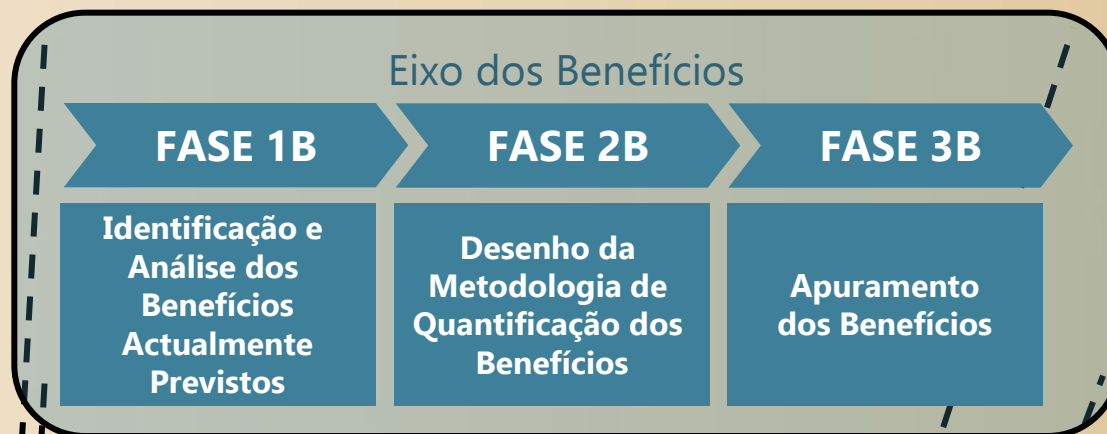 Eixo dos Benefícios
FASE 1B
FASE 2B
FASE 3B
Identificação e
Análise dos
Benefícios
Actualmente
Previstos
Desenho da
Metodologia de
Quantificação dos
Benefícios
Apuramento
dos Benefícios